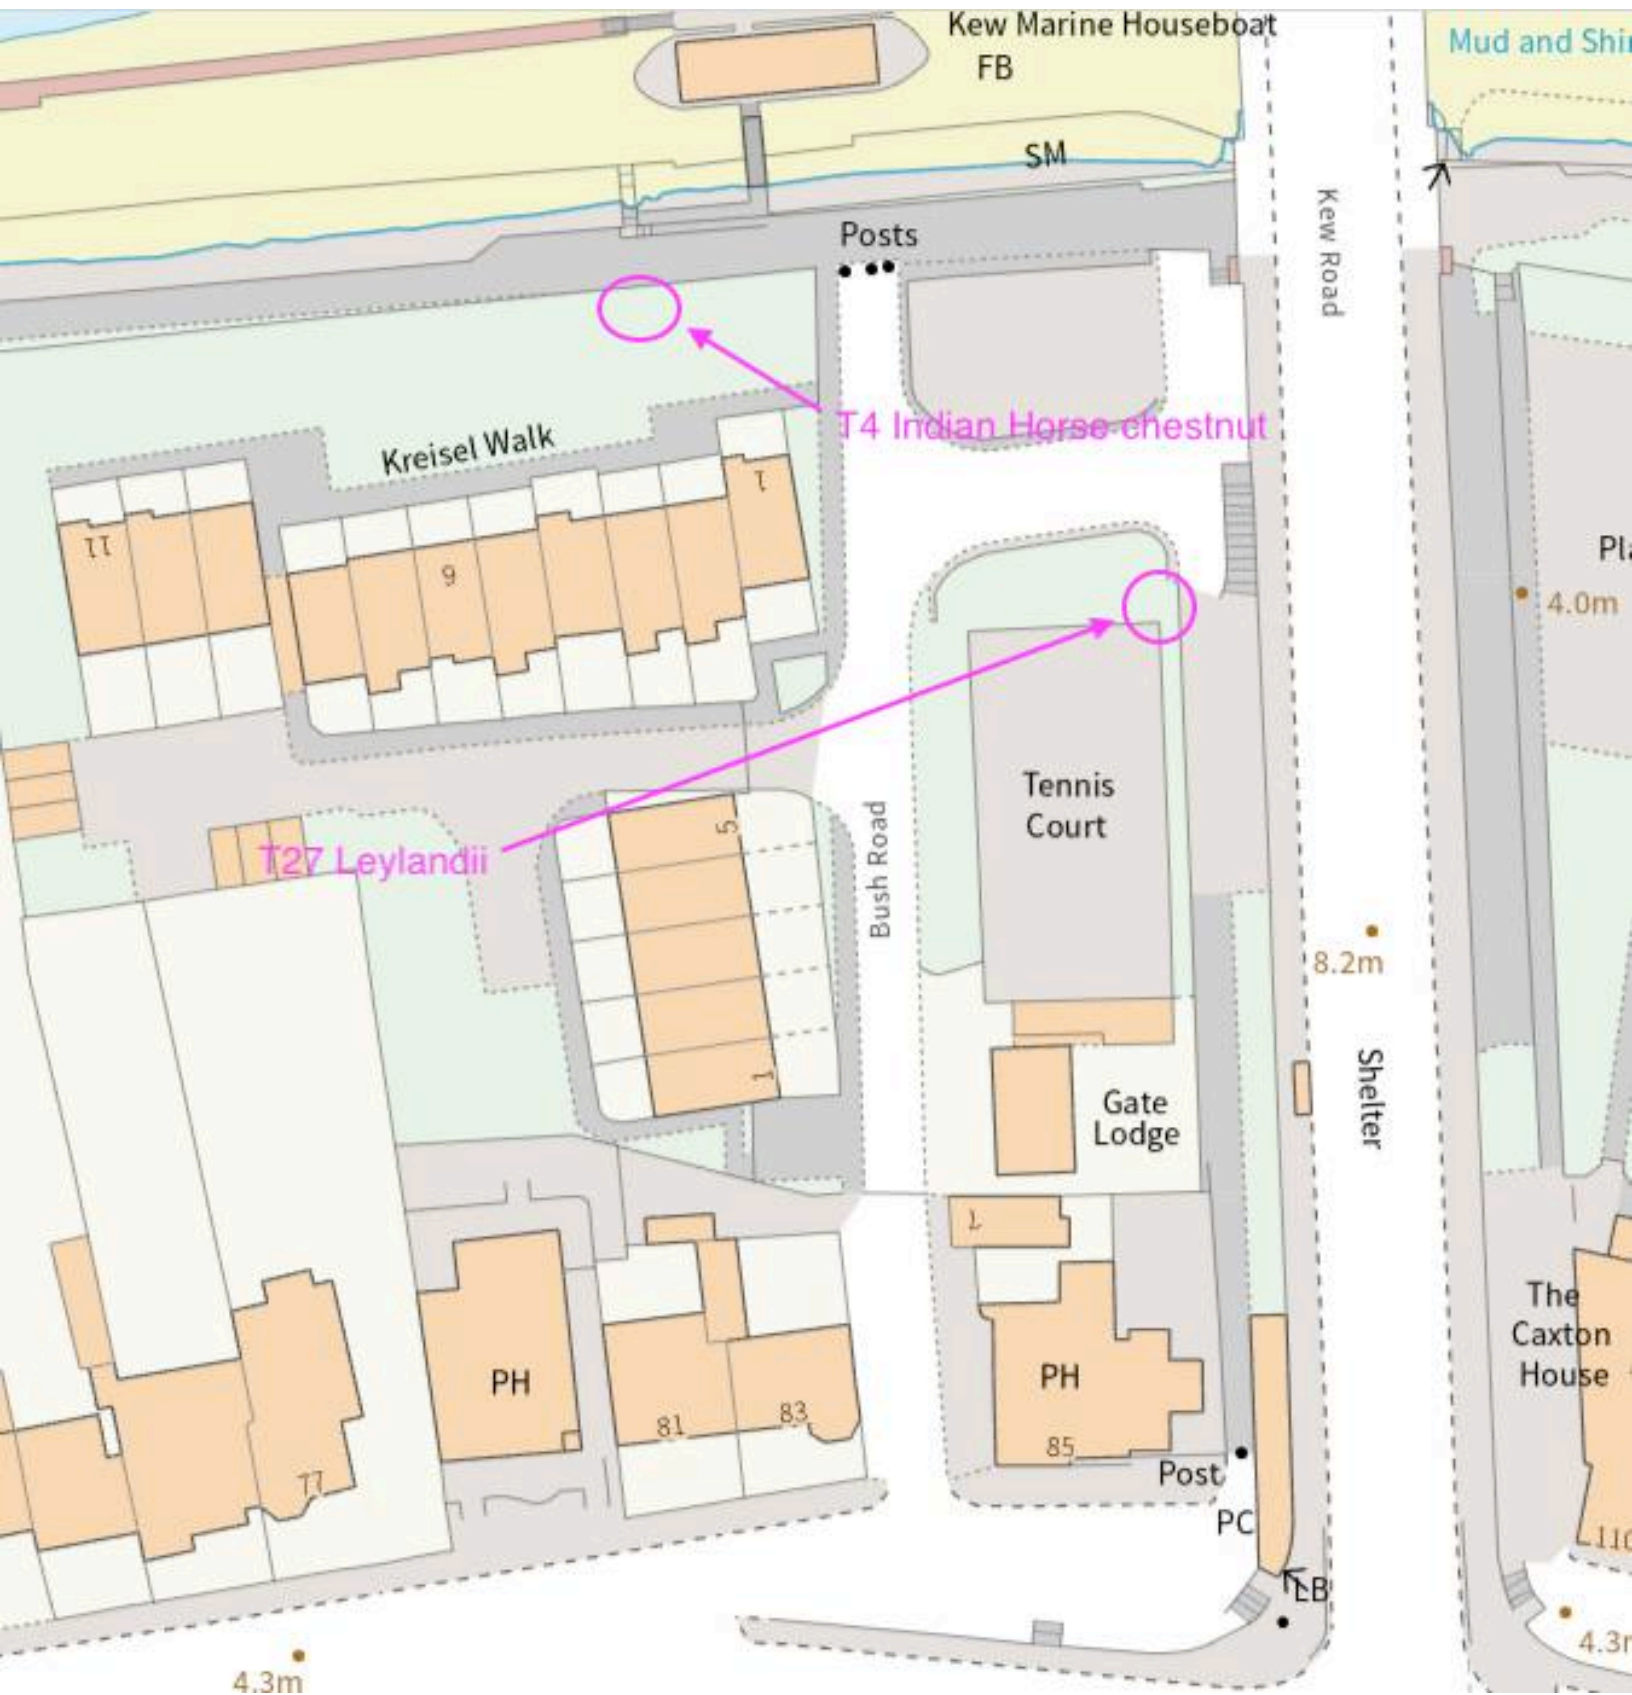 Kew Marine Houseboat
FB
Mud and Shin
SM
Posts
Kew Road
T4 Indian Horse chestnut
Kreisel Walk
1
11
9
Pla
4.0m
Tennis
Court
5
Bush Road
T27 Leylandii
8.2m
Shelter
1
Gate
Lodge
7
The
Caxton
House
PH
PH
81
83
85
77
Post
PC
110
LB
4.3m
4.3m